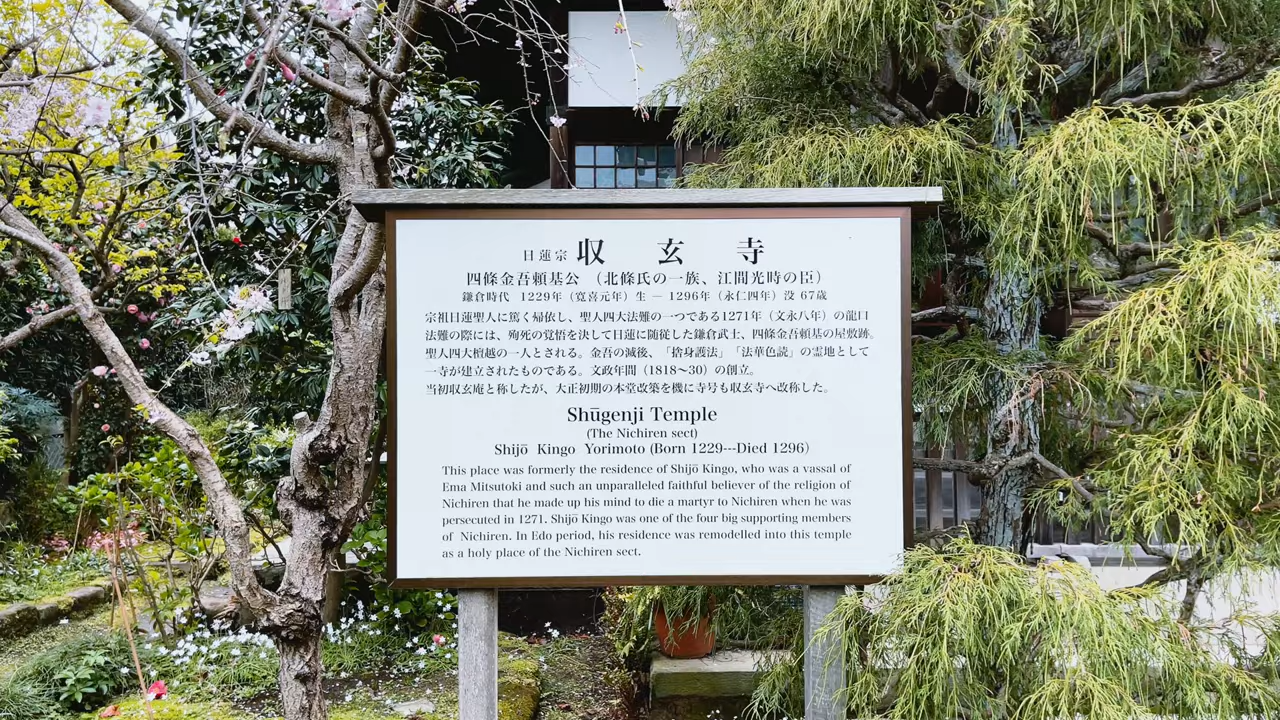 日蓮宗 収玄寺
四條金吾頼基公 （北條氏の一族、江間光時の臣）
鎌倉時代 1229年（寛喜元年）生 ― 1296年（永仁四年）没 67歳
宗祖日蓮聖人に篤く帰依し、聖人四大法難の一つである1271年（文永八年）の龍口
法難の際には、殉死の覚悟を決して日蓮に随従した鎌倉武士、四條金吾頼基の屋敷跡。
聖人四大檀越の一人とされる。金吾の滅後、「捨身護法」「法華色読」の霊地として
一寺が建立されたものである。文政年間（1818〜30）の創立。
当初収玄庵と称したが、大正初期の本堂改築を機に寺号も収玄寺へ改称した。
Shūgenji Temple
(The Nichiren sect)
Shijō Kingo Yorimoto (Born 1229---Died 1296)
This place was formerly the residence of Shijō Kingo, who was a vassal of
Ema Mitsutoki and such an unparalleled faithful believer of the religion of
Nichiren that he made up his mind to die a martyr to Nichiren when he was
persecuted in 1271. Shijō Kingo was one of the four big supporting members
of Nichiren. In Edo period, his residence was remodelled into this temple
as a holy place of the Nichiren sect.